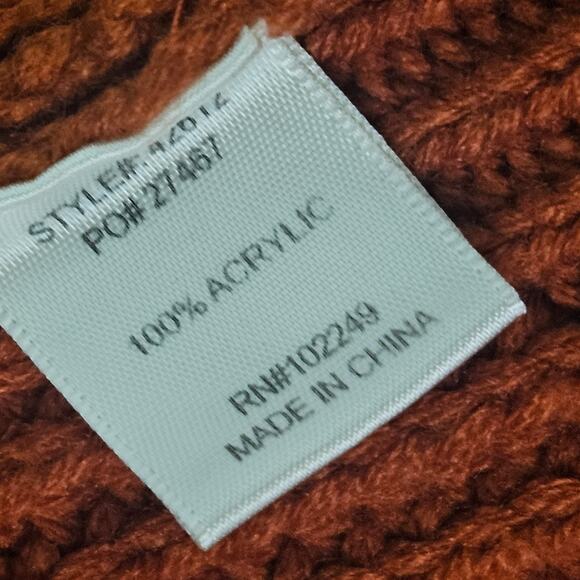 STYLE#
PO# 27467
100% ACRYLIC
RN#102249
MADE IN CHINA